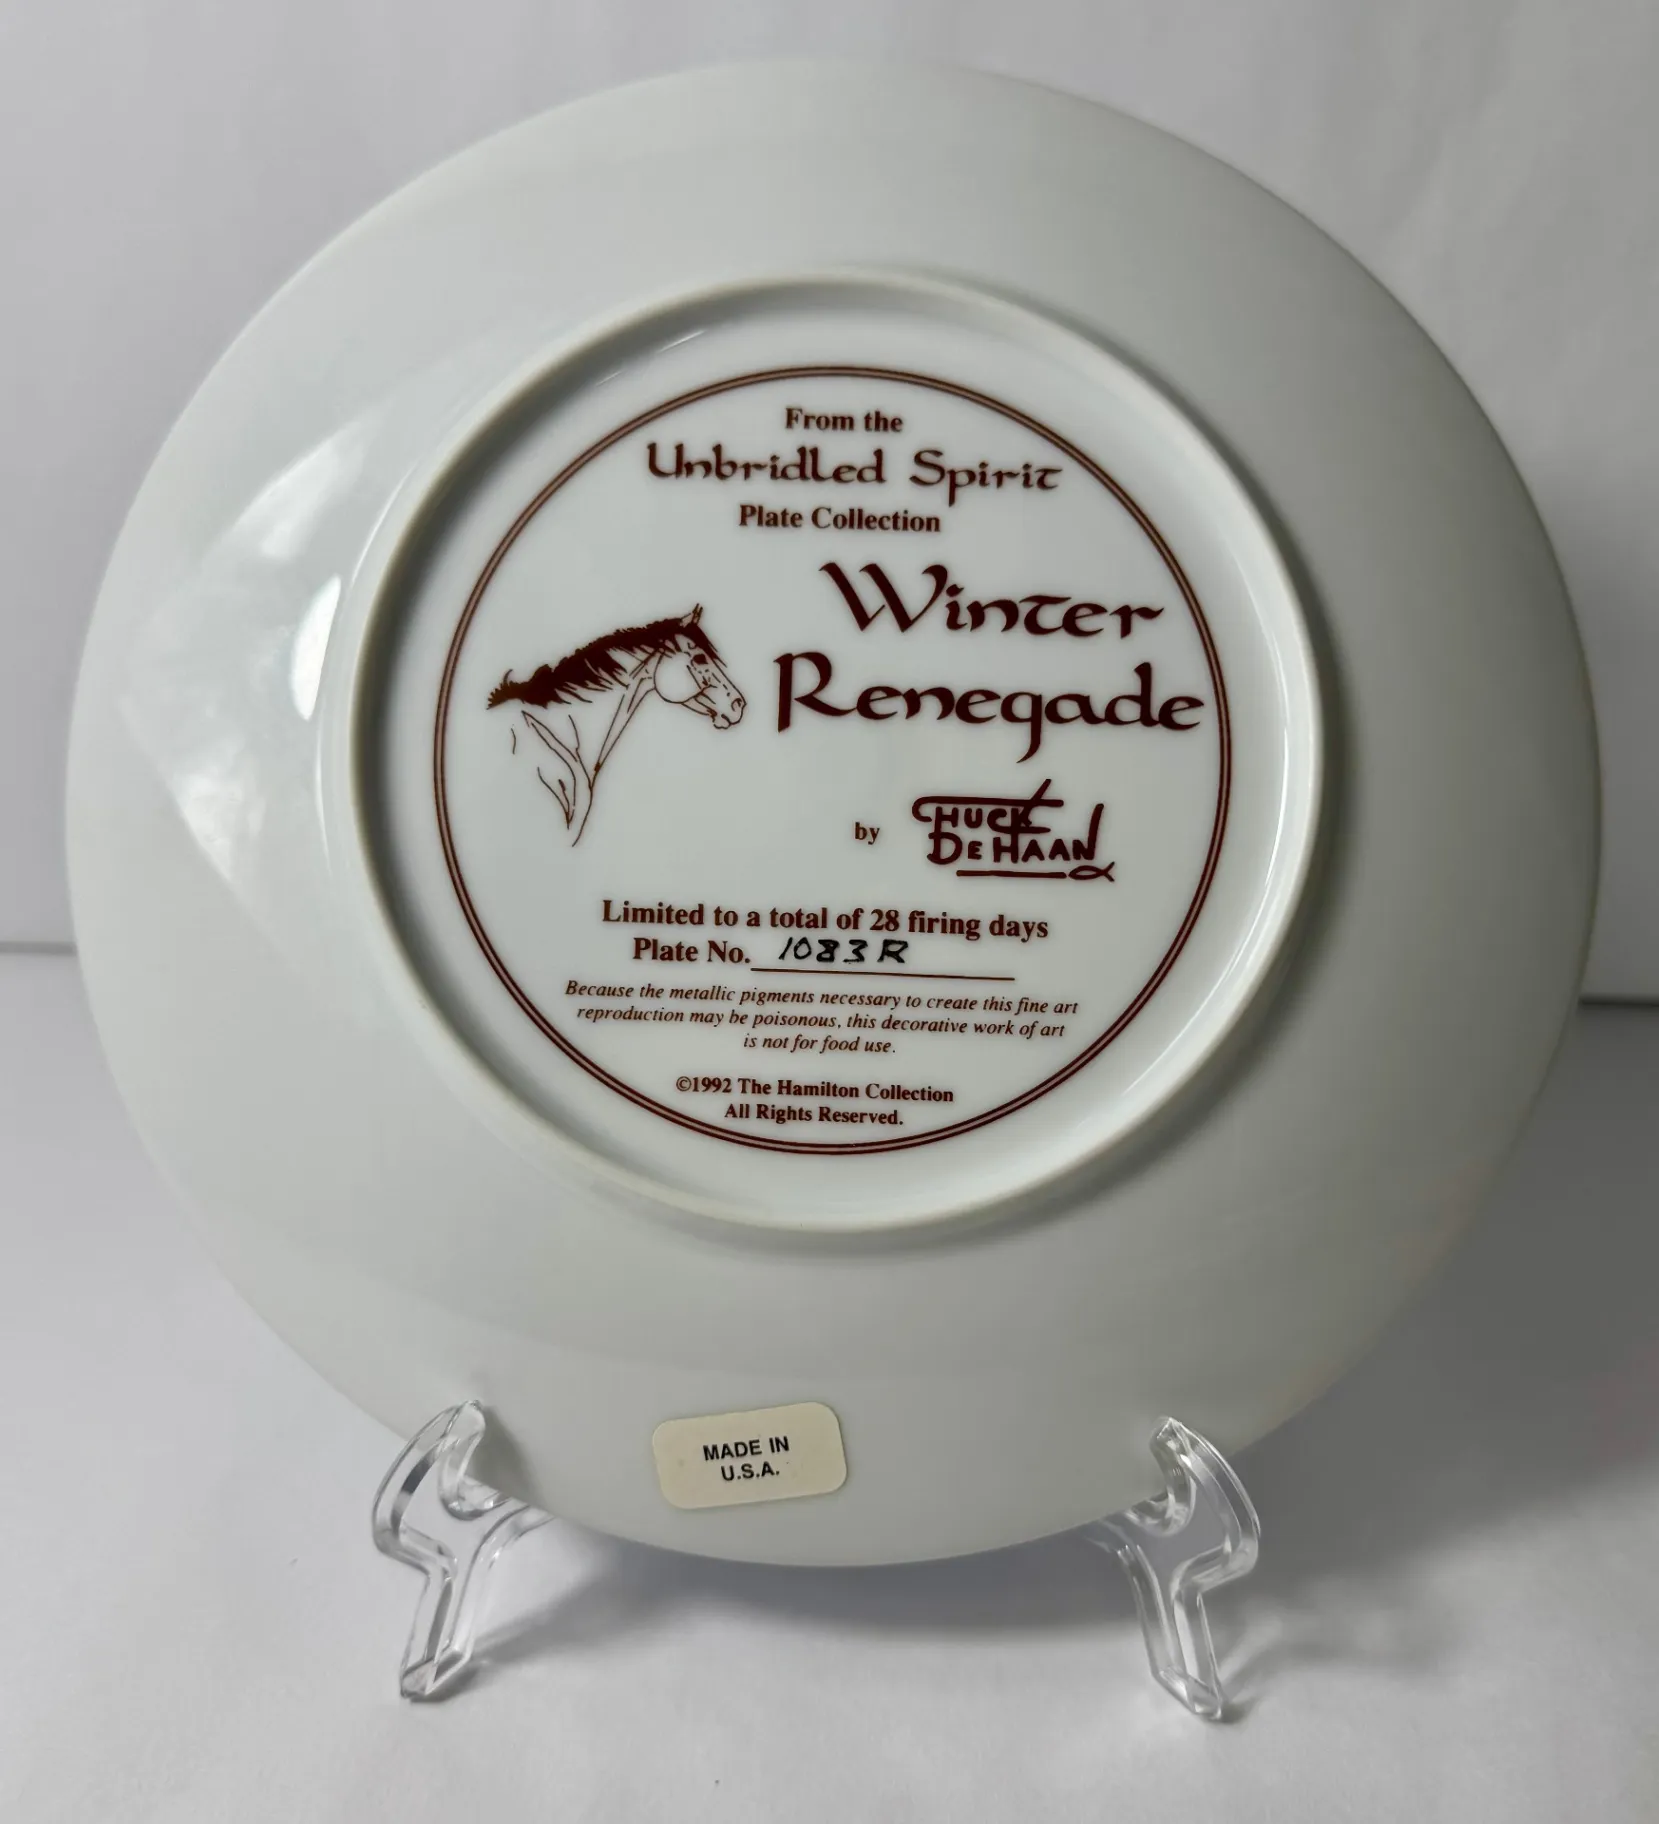 From the
Unbridled Spirit
Plate Collection
Winter
Renegade
by CHUCK
DEHAAN
Limited to a total of 28 firing days
Plate No. 1083R
Because the metallic pigments necessary to create this fine art
reproduction may be poisonous, this decorative work of art
is not for food use.
©1992 The Hamilton Collection
All Rights Reserved.
MADE IN
U.S.A.